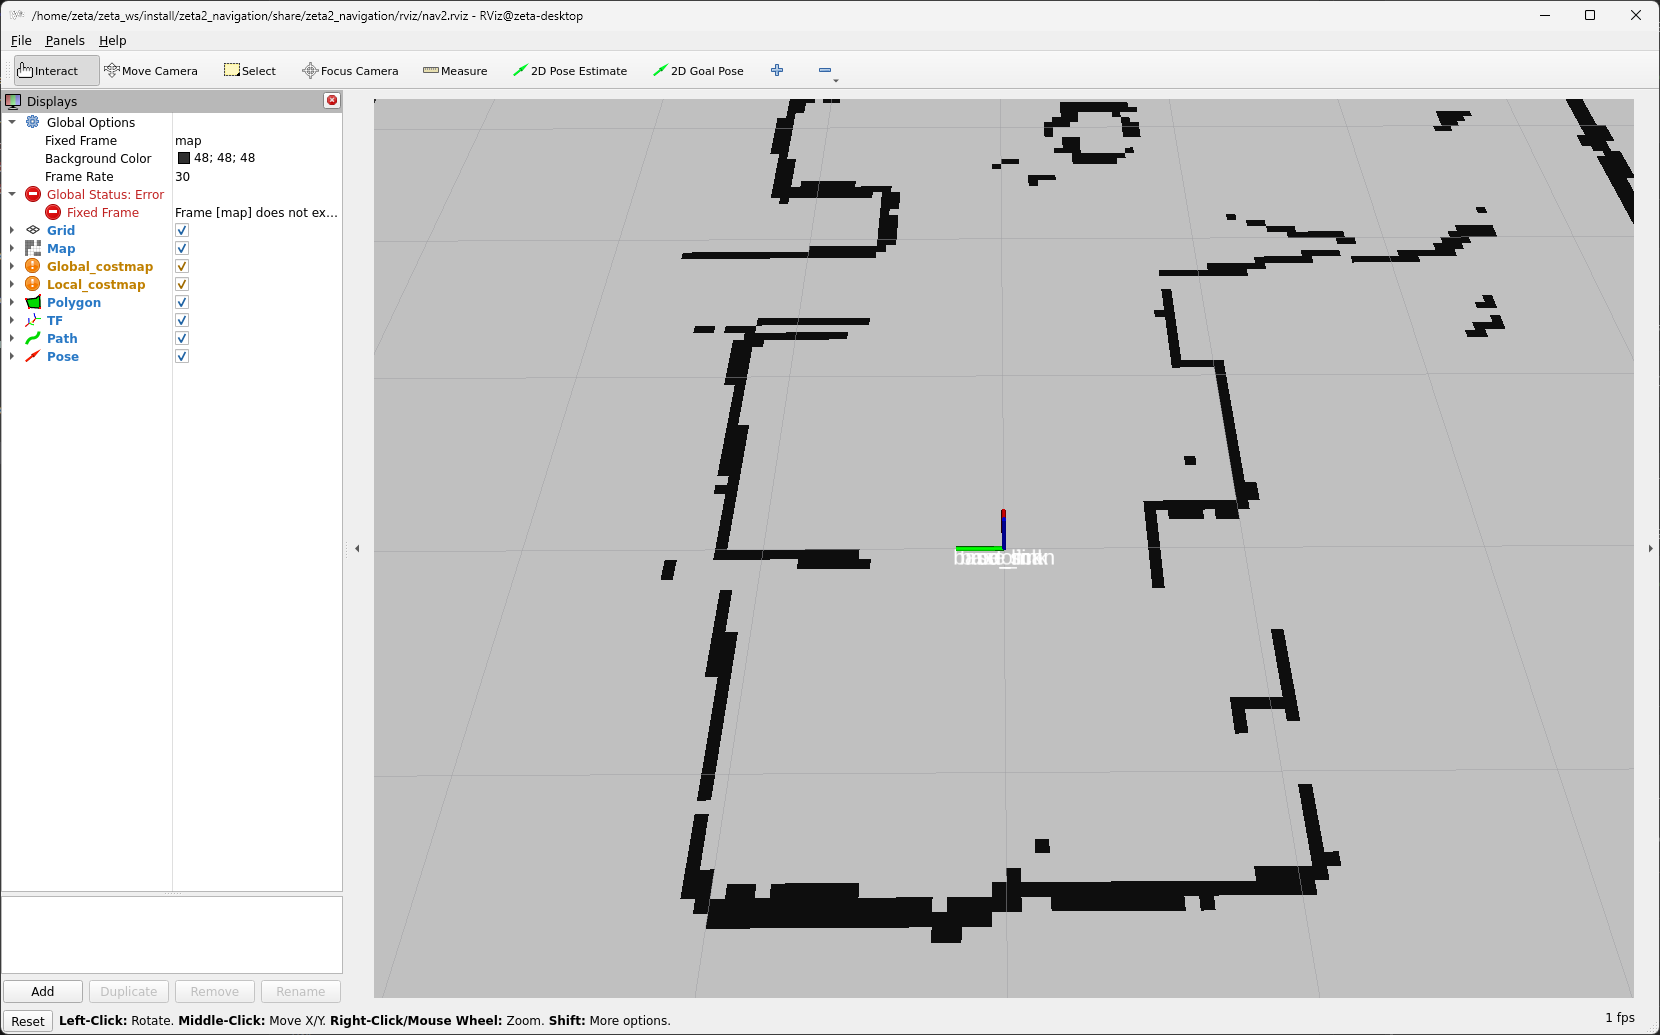 /home/zeta/zeta_ws/install/zeta2_navigation/share/zeta2_navigation/rviz/nav2.rviz - RViz@zeta-desktop
File Panels Help
Interact Move Camera Select Focus Camera Measure 2D Pose Estimate 2D Goal Pose
Displays
Global Options
Fixed Frame map
Background Color 48; 48; 48
Frame Rate 30
Global Status: Error
Fixed Frame Frame [map] does not ex...
Grid
Map
Global_costmap
Local_costmap
Polygon
TF
Path
Pose
Add Duplicate Remove Rename
Reset Left-Click: Rotate. Middle-Click: Move X/Y. Right-Click/Mouse Wheel: Zoom. Shift: More options. 1 fps